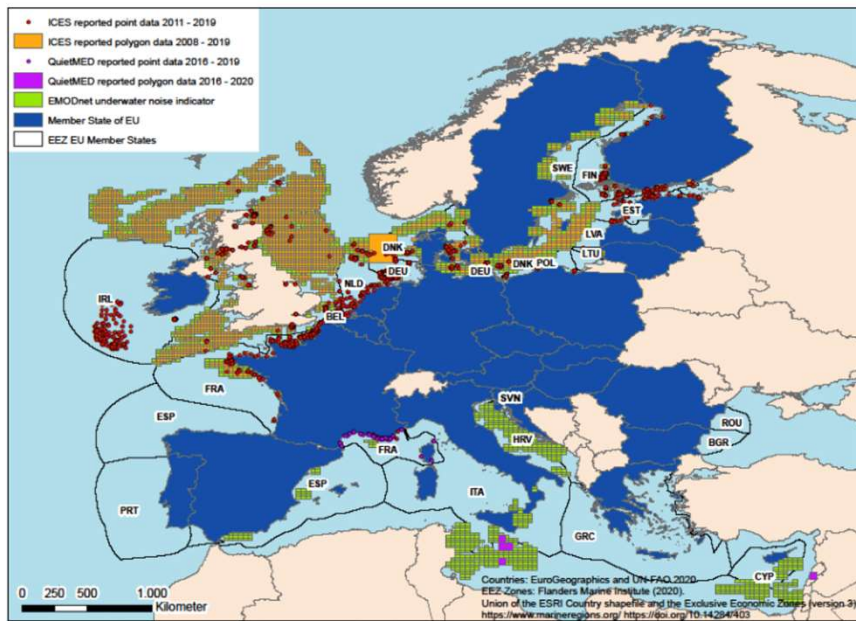 ICES reported point data 2011 - 2019
ICES reported polygon data 2008 - 2019
QuietMED reported point data 2016 - 2019
QuietMED reported polygon data 2016 - 2020
EMODnet underwater noise indicator
Member State of EU
EEZ EU Member States
SWE
FIN
EST
LVA
LTU
DNK
DEU
DEU
DNK
POL
NLD
BEL
IRL
FRA
ESP
SVN
HRV
ROU
BGR
FRA
ESP
PRT
ITA
GRC
CYP
Countries: EuroGeographics and UN-FAO 2020
EEZ Zones: Flanders Marine Institute (2020).
Union of the ESRI Country shapefile and the Exclusive Economic Zones (version 3)
https://www.marineregions.org/ https://doi.org/10.14284/403
0 250 500 1.000
Kilometer